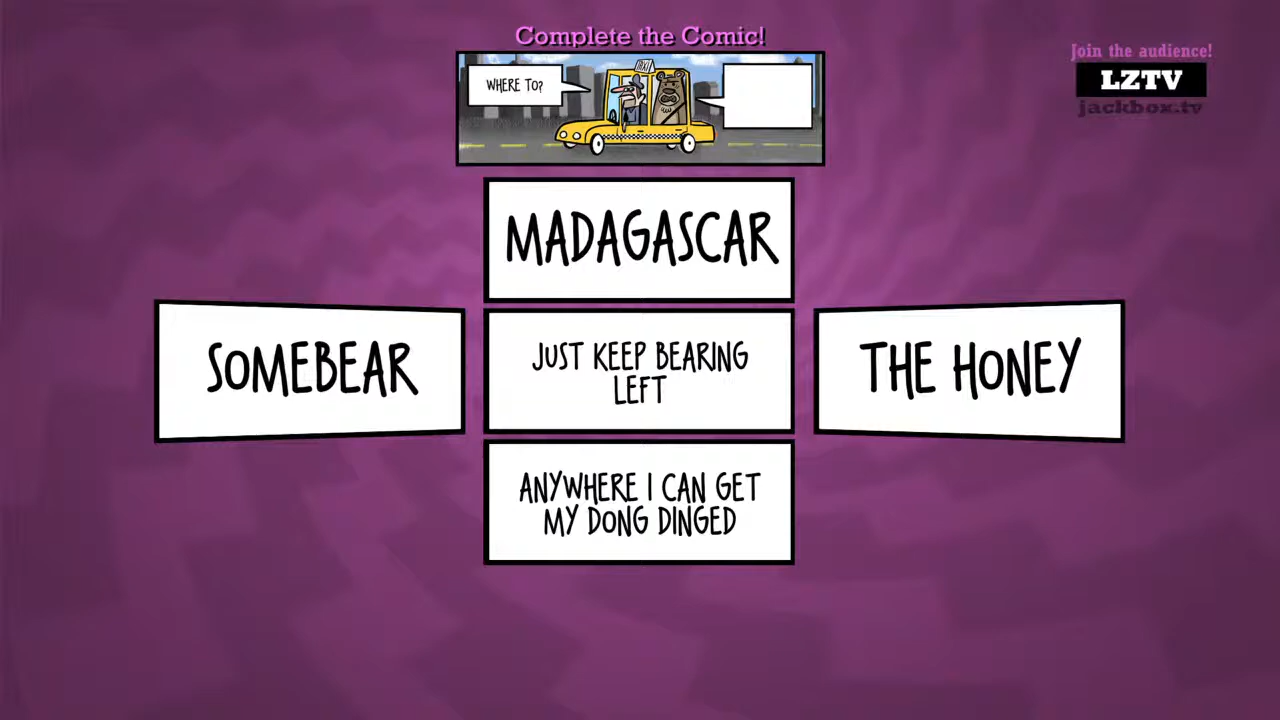 Complete the Comic!
Join the audience!
LZTV
jackbox.tv
WHERE TO?
TAXI
MADAGASCAR
SOMEBEAR
JUST KEEP BEARING
LEFT
THE HONEY
ANYWHERE I CAN GET
MY DONG DINGED